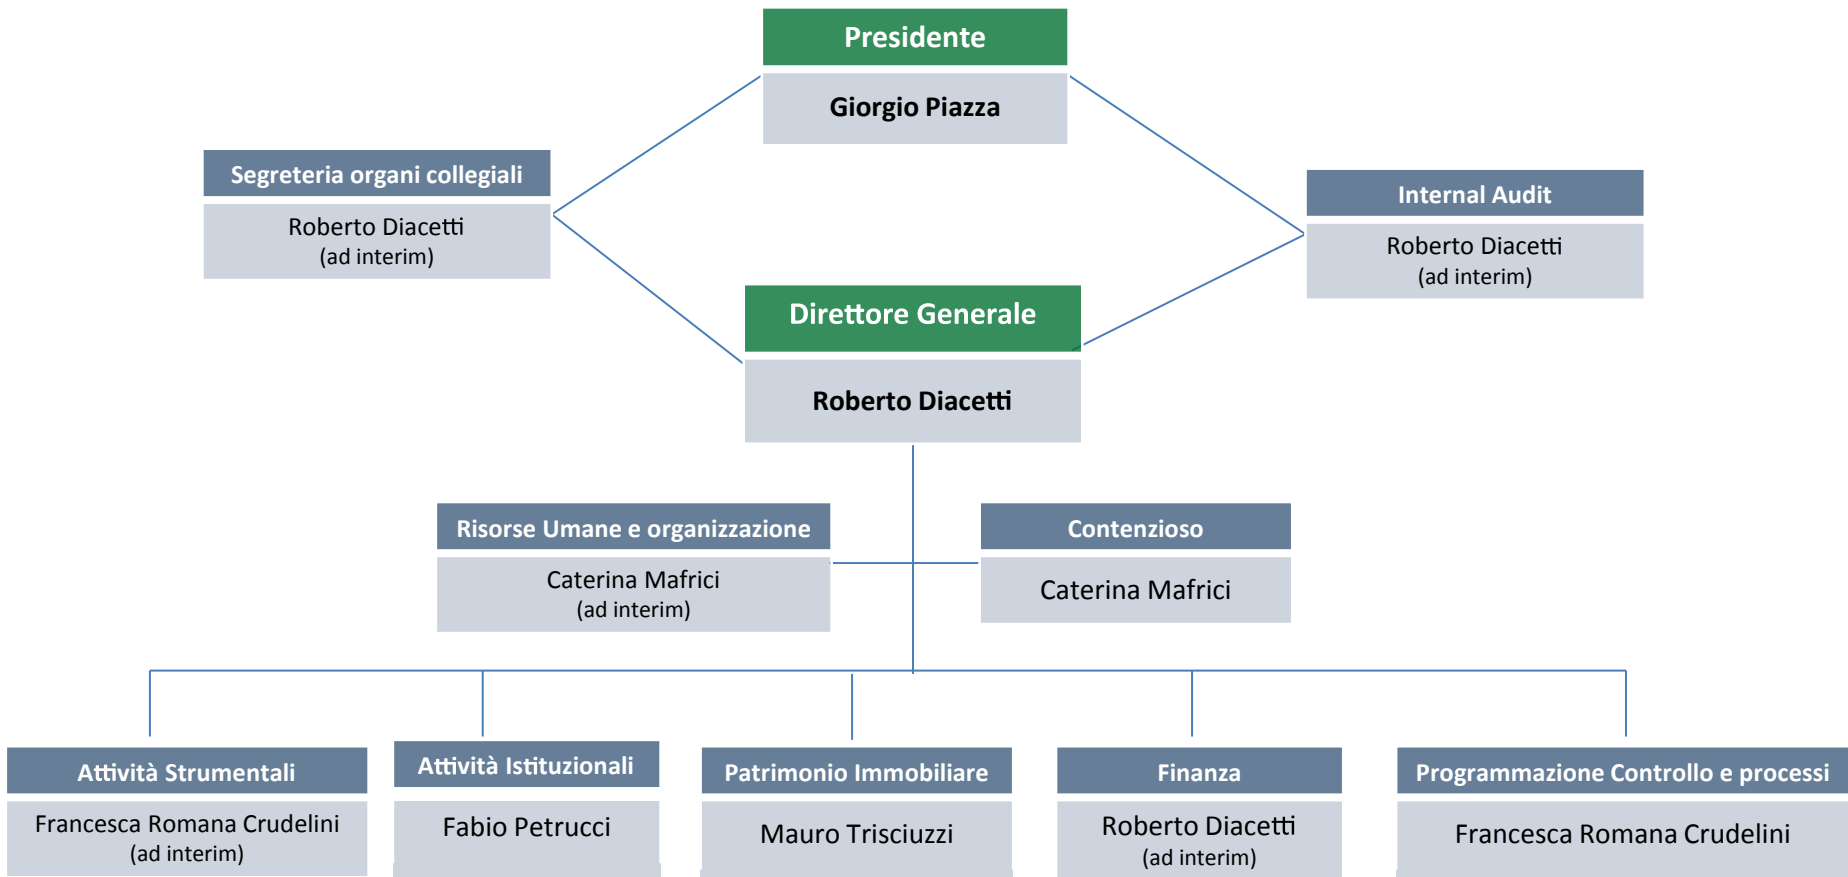 Presidente
Giorgio Piazza
Segreteria organi collegiali
Roberto Diacetti
(ad interim)
Internal Audit
Roberto Diacetti
(ad interim)
Direttore Generale
Roberto Diacetti
Risorse Umane e organizzazione
Caterina Mafrici
(ad interim)
Contenzioso
Caterina Mafrici
Attività Strumentali
Francesca Romana Crudelini
(ad interim)
Attività Istituzionali
Fabio Petrucci
Patrimonio Immobiliare
Mauro Trisciuzzi
Finanza
Roberto Diacetti
(ad interim)
Programmazione Controllo e processi
Francesca Romana Crudelini